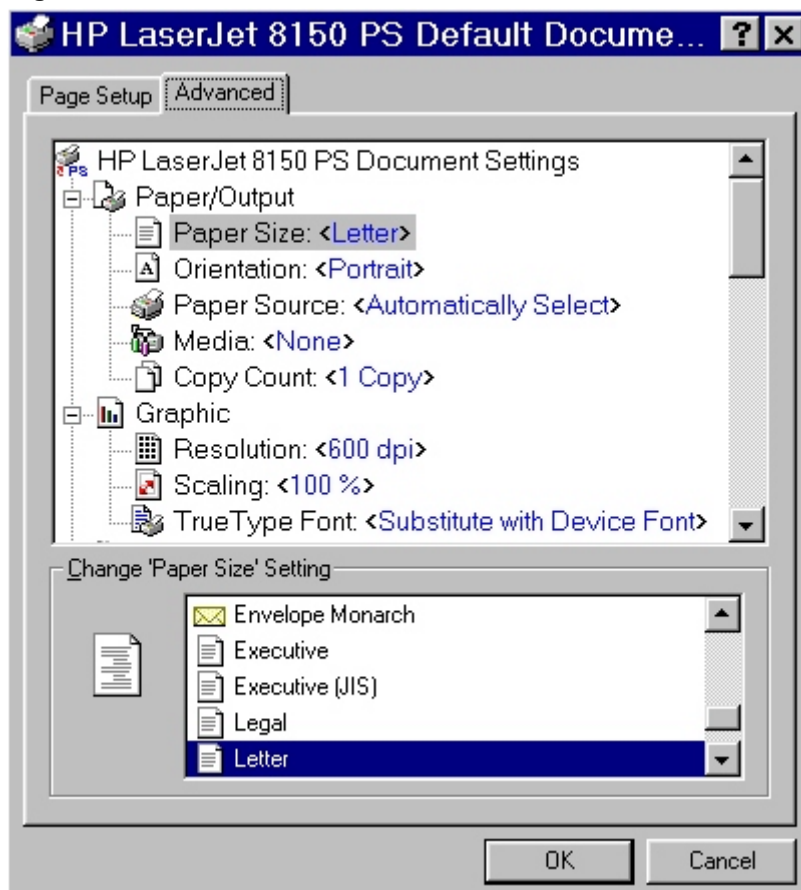 HP LaserJet 8150 PS Default Docume...
Page Setup
Advanced
HP LaserJet 8150 PS Document Settings
Paper/Output
Paper Size: <Letter>
Orientation: <Portrait>
Paper Source: <Automatically Select>
Media: <None>
Copy Count: <1 Copy>
Graphic
Resolution: <600 dpi>
Scaling: <100 %>
TrueType Font: <Substitute with Device Font>
Change 'Paper Size' Setting
Envelope Monarch
Executive
Executive (JIS)
Legal
Letter
OK
Cancel